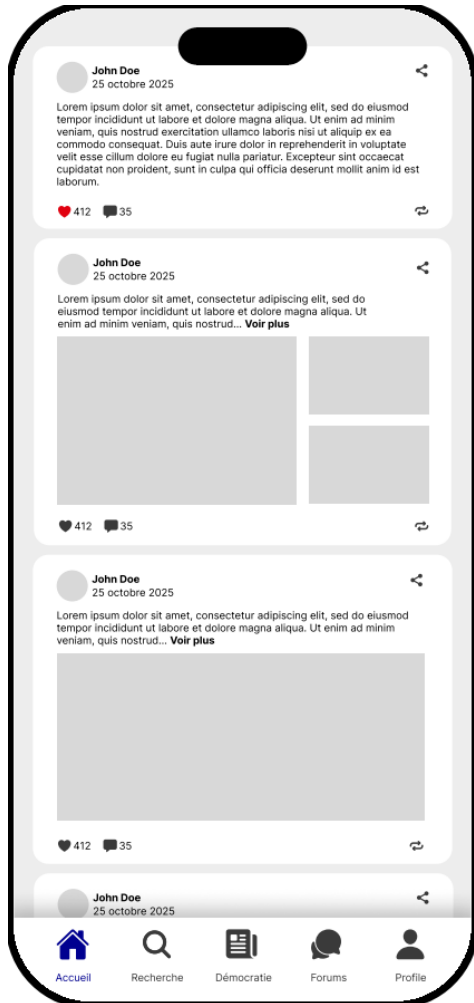 John Doe
25 octobre 2025
Lorem ipsum dolor sit amet, consectetur adipiscing elit, sed do eiusmod
tempor incididunt ut labore et dolore magna aliqua. Ut enim ad minim
veniam, quis nostrud exercitation ullamco laboris nisi ut aliquip ex ea
commodo consequat. Duis aute irure dolor in reprehenderit in voluptate
velit esse cillum dolore eu fugiat nulla pariatur. Excepteur sint occaecat
cupidatat non proident, sunt in culpa qui officia deserunt mollit anim id est
laborum.
412 35
John Doe
25 octobre 2025
Lorem ipsum dolor sit amet, consectetur adipiscing elit, sed do
eiusmod tempor incididunt ut labore et dolore magna aliqua. Ut
enim ad minim veniam, quis nostrud... Voir plus
412 35
John Doe
25 octobre 2025
Lorem ipsum dolor sit amet, consectetur adipiscing elit, sed do eiusmod
tempor incididunt ut labore et dolore magna aliqua. Ut enim ad minim
veniam, quis nostrud... Voir plus
412 35
John Doe
25 octobre 2025
Accueil Recherche Démocratie Forums Profile